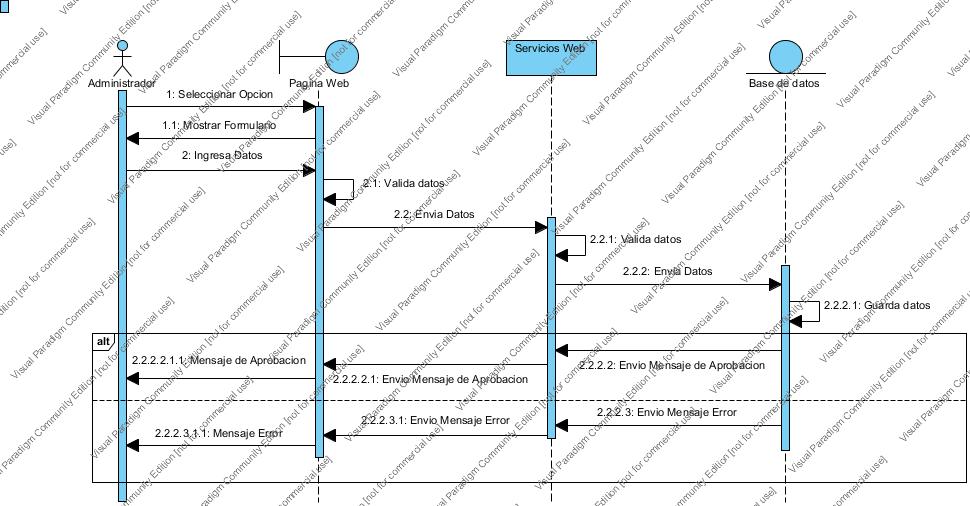 Administrador
Pagina Web
Servicios Web
Base de datos
1: Seleccionar Opcion
1.1: Mostrar Formulario
2: Ingresa Datos
2.1: Valida datos
2.2: Envia Datos
2.2.1: Valida datos
2.2.2: Envia Datos
2.2.2.1: Guarda datos
alt
2.2.2.2.1.1: Mensaje de Aprobacion
2.2.2.2.1: Envio Mensaje de Aprobacion
2.2.2.2: Envio Mensaje de Aprobacion
2.2.2.3: Envio Mensaje Error
2.2.2.3.1: Envio Mensaje Error
2.2.2.3.1.1: Mensaje Error
Visual Paradigm Community Edition [not for commercial use]